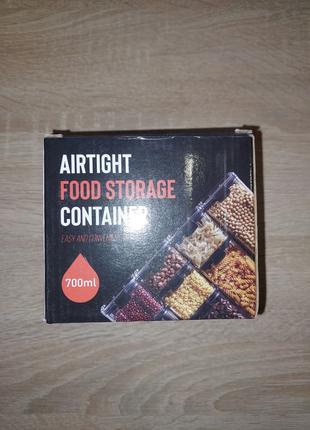 AIRTIGHT
FOOD STORAGE
CONTAINER
EASY AND CONVENIENT
700ml